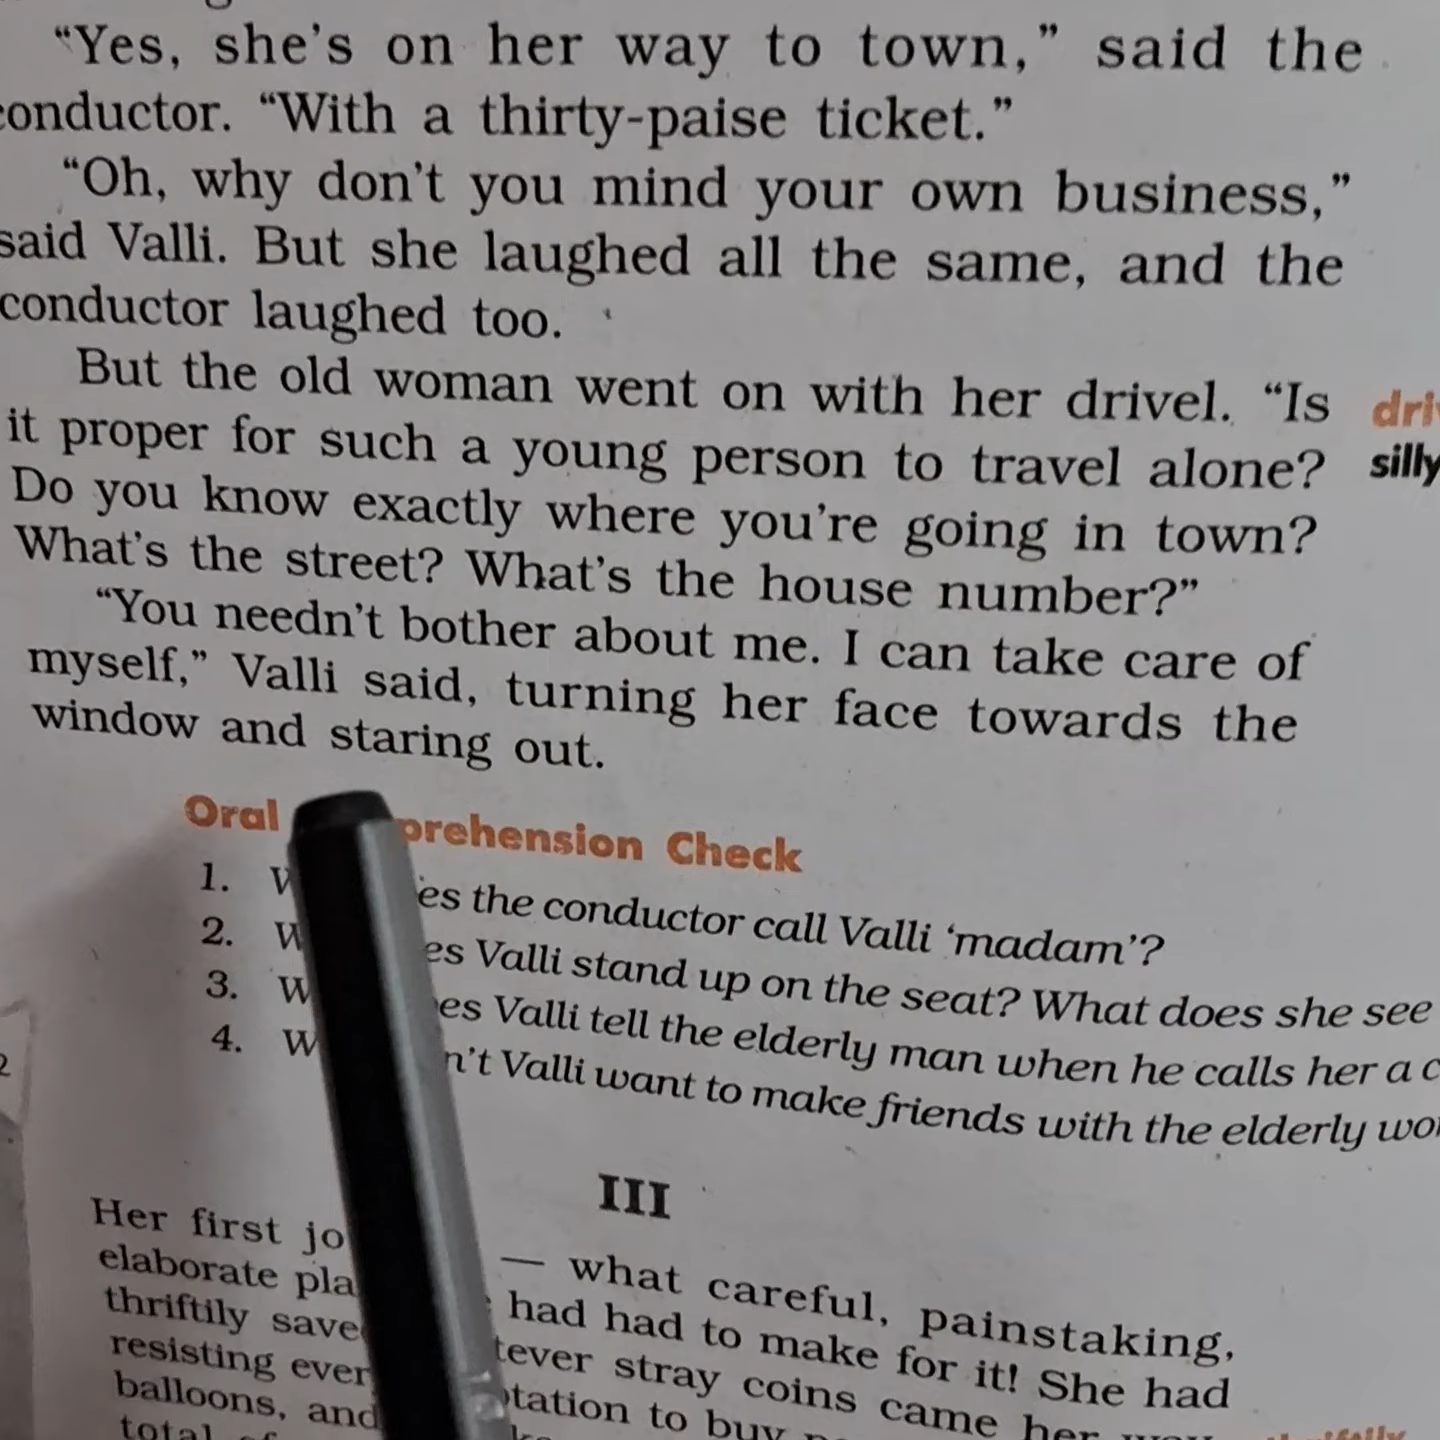 “Yes, she’s on her way to town,” said the
conductor. “With a thirty-paise ticket.”
“Oh, why don’t you mind your own business,”
said Valli. But she laughed all the same, and the
conductor laughed too.
But the old woman went on with her drivel. “Is
it proper for such a young person to travel alone?
Do you know exactly where you’re going in town?
What’s the street? What’s the house number?”
“You needn’t bother about me. I can take care of
myself,” Valli said, turning her face towards the
window and staring out.
silly
Oral Check
1. the conductor call Valli ‘madam’?
2. Valli stand up on the seat? What does she see
3. Valli tell the elderly man when he calls her a
4. Valli want to make friends with the elderly
III
Her first — what careful, painstaking,
elaborate had had to make for it! She had
thriftily stray coins came her
resisting to buy
balloons, and
total of